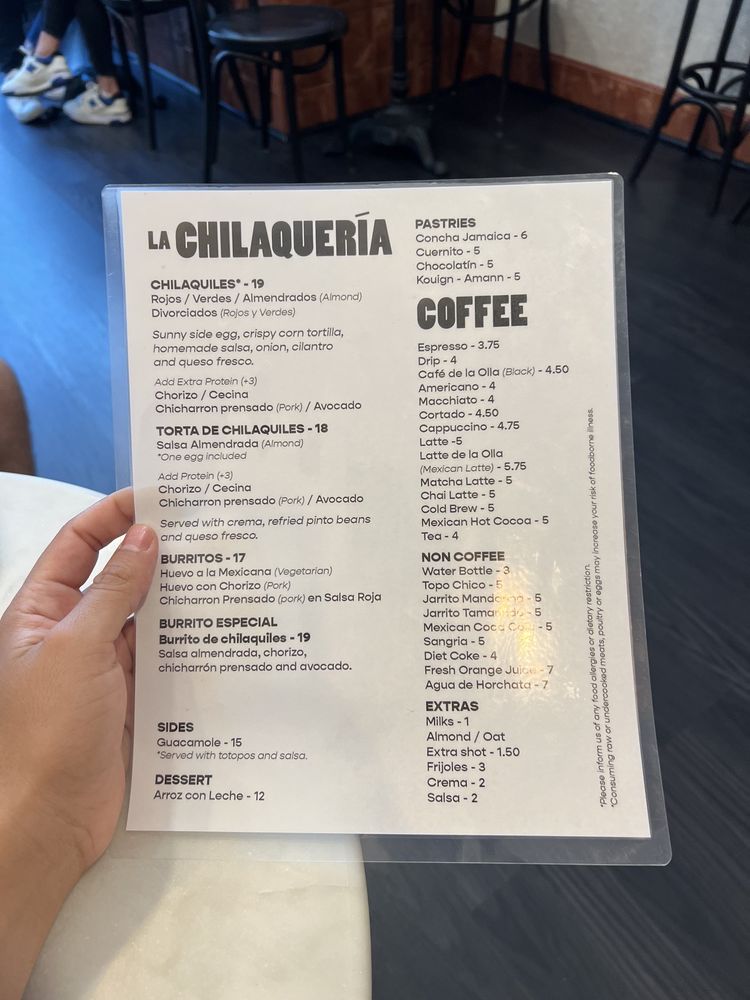 LA CHILAQUERÍA
CHILAQUILES* - 19
Rojos / Verdes / Almendrados (Almond)
Divorciados (Rojos y Verdes)
Sunny side egg, crispy corn tortilla,
homemade salsa, onion, cilantro
and queso fresco.
Add Extra Protein (+3)
Chorizo / Cecina
Chicharron prensado (Pork) / Avocado
TORTA DE CHILAQUILES - 18
Salsa Almendrada (Almond)
*One egg included
Add Protein (+3)
Chorizo / Cecina
Chicharron prensado (Pork) / Avocado
Served with crema, refried pinto beans
and queso fresco.
BURRITOS - 17
Huevo a la Mexicana (Vegetarian)
Huevo con Chorizo (Pork)
Chicharron Prensado (pork) en Salsa Roja
BURRITO ESPECIAL
Burrito de chilaquiles - 19
Salsa almendrada, chorizo,
chicharrón prensado and avocado.
SIDES
Guacamole - 15
*Served with totopos and salsa.
DESSERT
Arroz con Leche - 12
PASTRIES
Concha Jamaica - 6
Cuernito - 5
Chocolatín - 5
Kouign - Amann - 5
COFFEE
Espresso - 3.75
Drip - 4
Café de la Olla (Black) - 4.50
Americano - 4
Macchiato - 4
Cortado - 4.50
Cappuccino - 4.75
Latte -5
Latte de la Olla
(Mexican Latte) - 5.75
Matcha Latte - 5
Chai Latte - 5
Cold Brew - 5
Mexican Hot Cocoa - 5
Tea - 4
NON COFFEE
Water Bottle - 3
Topo Chico - 5
Jarrito Mandarina - 5
Jarrito Tamarindo - 5
Mexican Coca Cola - 5
Sangria - 5
Diet Coke - 4
Fresh Orange Juice - 7
Agua de Horchata - 7
EXTRAS
Milks - 1
Almond / Oat
Extra shot - 1.50
Frijoles - 3
Crema - 2
Salsa - 2
*Please inform us of any food allergies or dietary restriction.
*Consuming raw or undercooked meats, poultry or eggs may increase your risk of foodborne illness.